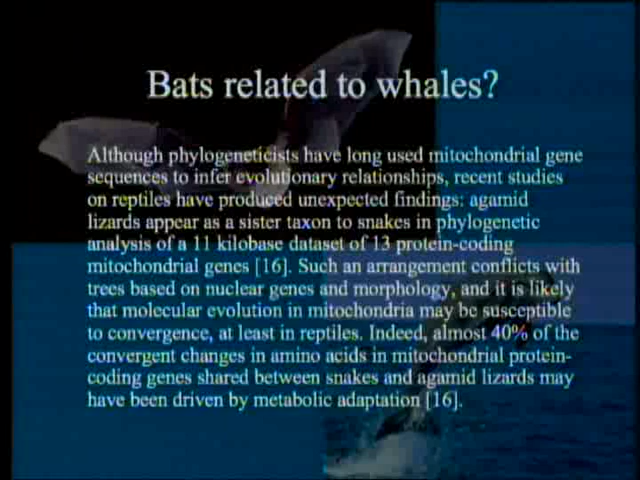 Bats related to whales?
Although phylogeneticists have long used mitochondrial gene
sequences to infer evolutionary relationships, recent studies
on reptiles have produced unexpected findings: agamid
lizards appear as a sister taxon to snakes in phylogenetic
analysis of a 11 kilobase dataset of 13 protein-coding
mitochondrial genes [16]. Such an arrangement conflicts with
trees based on nuclear genes and morphology, and it is likely
that molecular evolution in mitochondria may be susceptible
to convergence, at least in reptiles. Indeed, almost 40% of the
convergent changes in amino acids in mitochondrial protein-
coding genes shared between snakes and agamid lizards may
have been driven by metabolic adaptation [16].